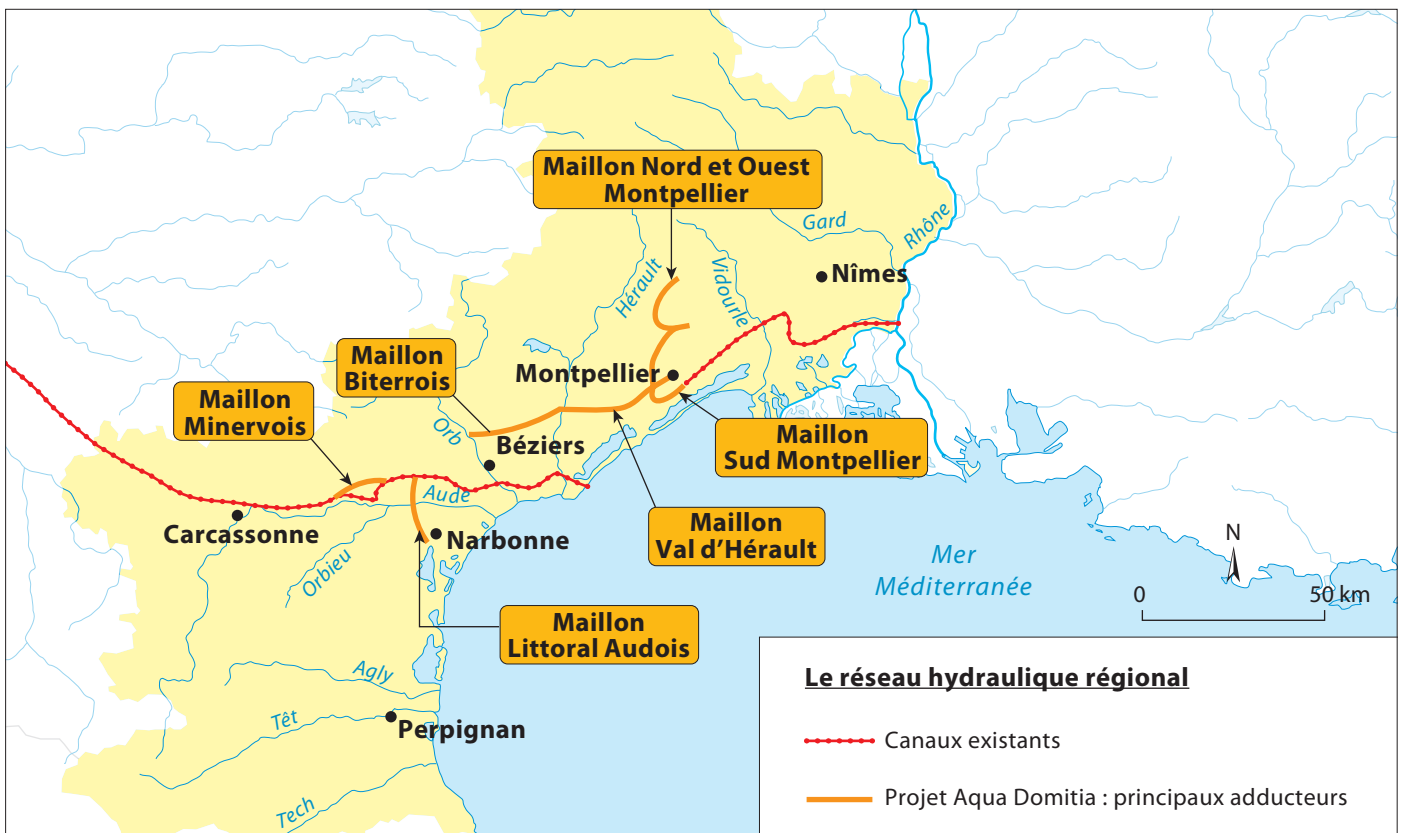 Maillon Nord et Ouest
Montpellier
Gard
Rhône
Nîmes
Hérault
Vidourle
Maillon
Biterrois
Montpellier
Maillon
Minervois
Orb
Béziers
Maillon
Sud Montpellier
Aude
Carcassonne
Narbonne
Maillon
Val d’Hérault
Orbieu
Mer
Méditerranée
N
0 50 km
Maillon
Littoral Audois
Agly
Têt
Perpignan
Tech
Le réseau hydraulique régional
Canaux existants
Projet Aqua Domitia : principaux adducteurs